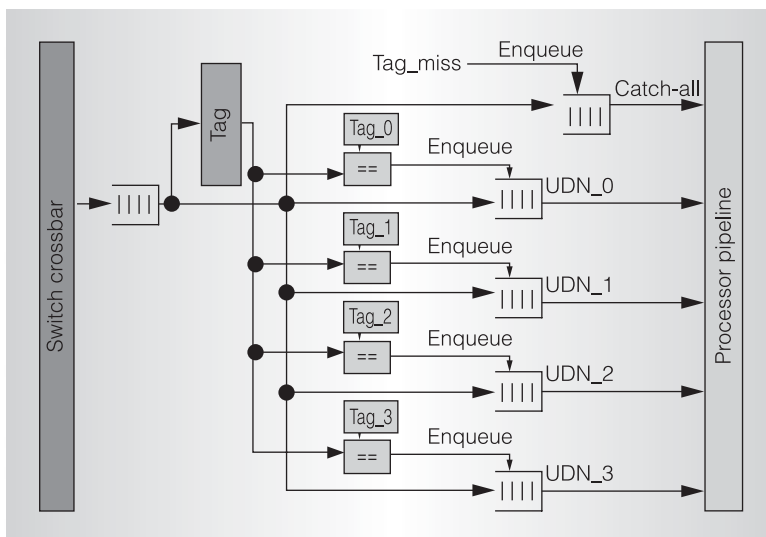 Switch crossbar
Tag
Tag_miss
Enqueue
Catch-all
Tag_0
==
Enqueue
UDN_0
Tag_1
==
Enqueue
UDN_1
Tag_2
==
Enqueue
UDN_2
Tag_3
==
Enqueue
UDN_3
Processor pipeline